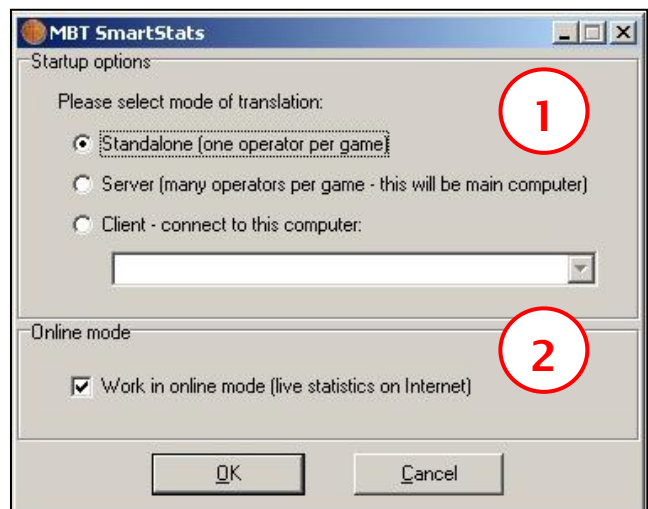 MBT SmartStats
Startup options
1
Please select mode of translation:
Standalone (one operator per game)
Server (many operators per game - this will be main computer)
Client - connect to this computer:
Online mode
2
Work in online mode (live statistics on Internet)
OK Cancel